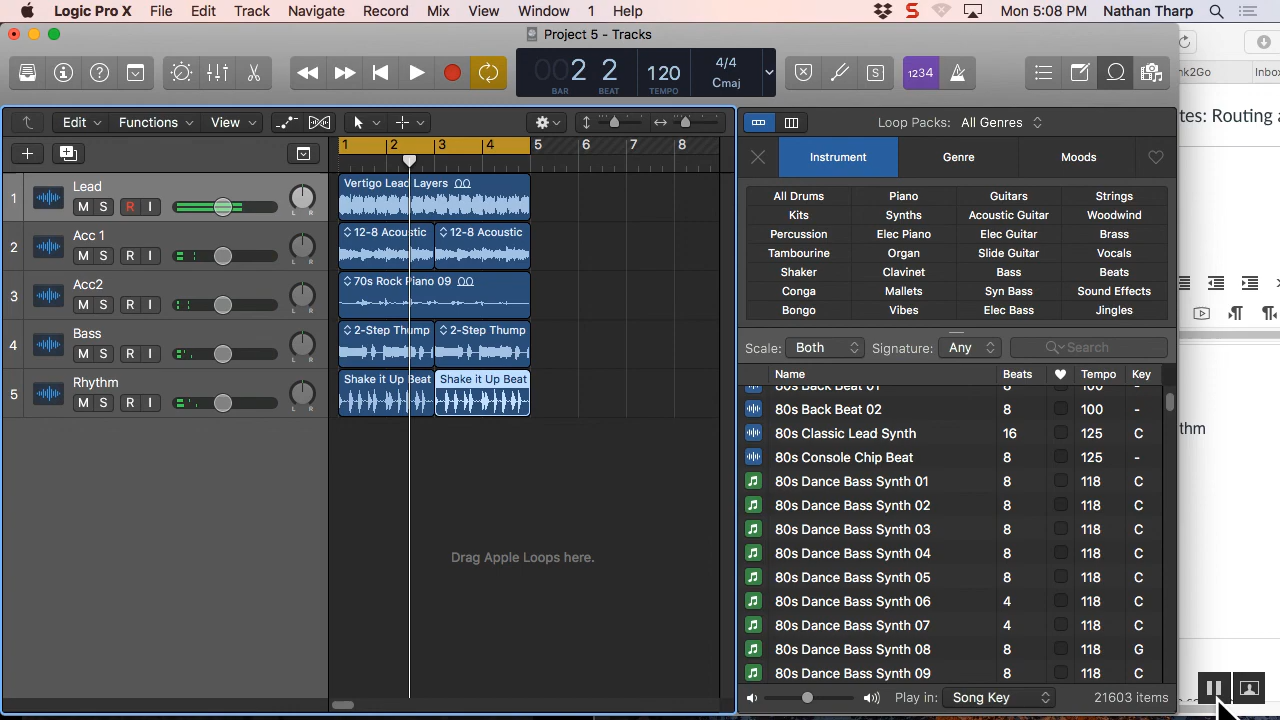 Logic Pro X File Edit Track Navigate Record Mix View Window 1 Help Mon 5:08 PM Nathan Tharp
Project 5 - Tracks
002 2
BAR BEAT
120
TEMPO
4/4
Cmaj
1234
nk2Go Inbo
Edit Functions View
Loop Packs: All Genres
tes: Routing a
1 2 3 4 5 6 7 8
Instrument Genre Moods
1 Lead
M S R I
Vertigo Lead Layers
2 Acc 1
M S R I
12-8 Acoustic 12-8 Acoustic
3 Acc2
M S R I
70s Rock Piano 09
4 Bass
M S R I
2-Step Thump 2-Step Thump
5 Rhythm
M S R I
Shake it Up Beat Shake it Up Beat
L R
L R
L R
L R
L R
Drag Apple Loops here.
All Drums Piano Guitars Strings
Kits Synths Acoustic Guitar Woodwind
Percussion Elec Piano Elec Guitar Brass
Tambourine Organ Slide Guitar Vocals
Shaker Clavinet Bass Beats
Conga Mallets Syn Bass Sound Effects
Bongo Vibes Elec Bass Jingles
Scale: Both Signature: Any Search
Name Beats Tempo Key
80s Back Beat 01 8 100 -
80s Back Beat 02 8 100 -
80s Classic Lead Synth 16 125 C
80s Console Chip Beat 8 125 -
80s Dance Bass Synth 01 8 118 C
80s Dance Bass Synth 02 8 118 C
80s Dance Bass Synth 03 8 118 C
80s Dance Bass Synth 04 8 118 C
80s Dance Bass Synth 05 8 118 C
80s Dance Bass Synth 06 4 118 C
80s Dance Bass Synth 07 4 118 C
80s Dance Bass Synth 08 8 118 G
80s Dance Bass Synth 09 8 118 C
Play in: Song Key 21603 items
thm